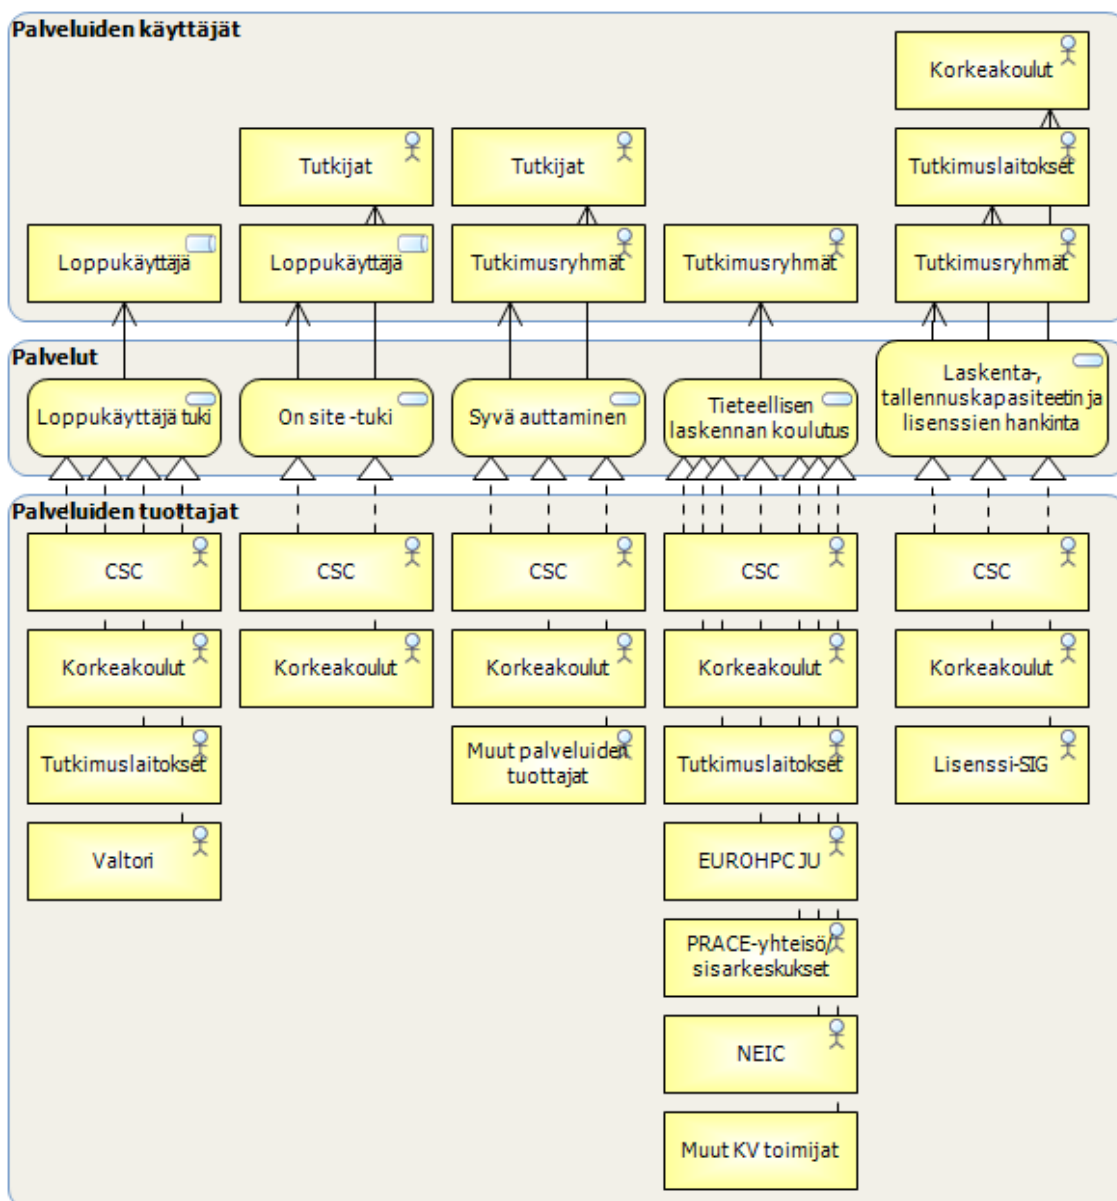 Palveluiden käyttäjät
Korkeakoulut
Tutkijat
Tutkijat
Tutkimuslaitokset
Loppukäyttäjä
Loppukäyttäjä
Tutkimusryhmät
Tutkimusryhmät
Tutkimusryhmät
Palvelut
Loppukäyttäjä tuki
On site -tuki
Syvä auttaminen
Tieteellisen
laskennan koulutus
Laskenta-,
tallennuskapasiteetin ja
lisenssien hankinta
Palveluiden tuottajat
CSC
CSC
CSC
CSC
CSC
Korkeakoulut
Korkeakoulut
Korkeakoulut
Korkeakoulut
Korkeakoulut
Tutkimuslaitokset
Muut palveluiden
tuottajat
Tutkimuslaitokset
Lisenssi-SIG
Valtori
EUROHPC JU
PRACE-yhteisö/
sisarkeskukset
NEIC
Muut KV toimijat